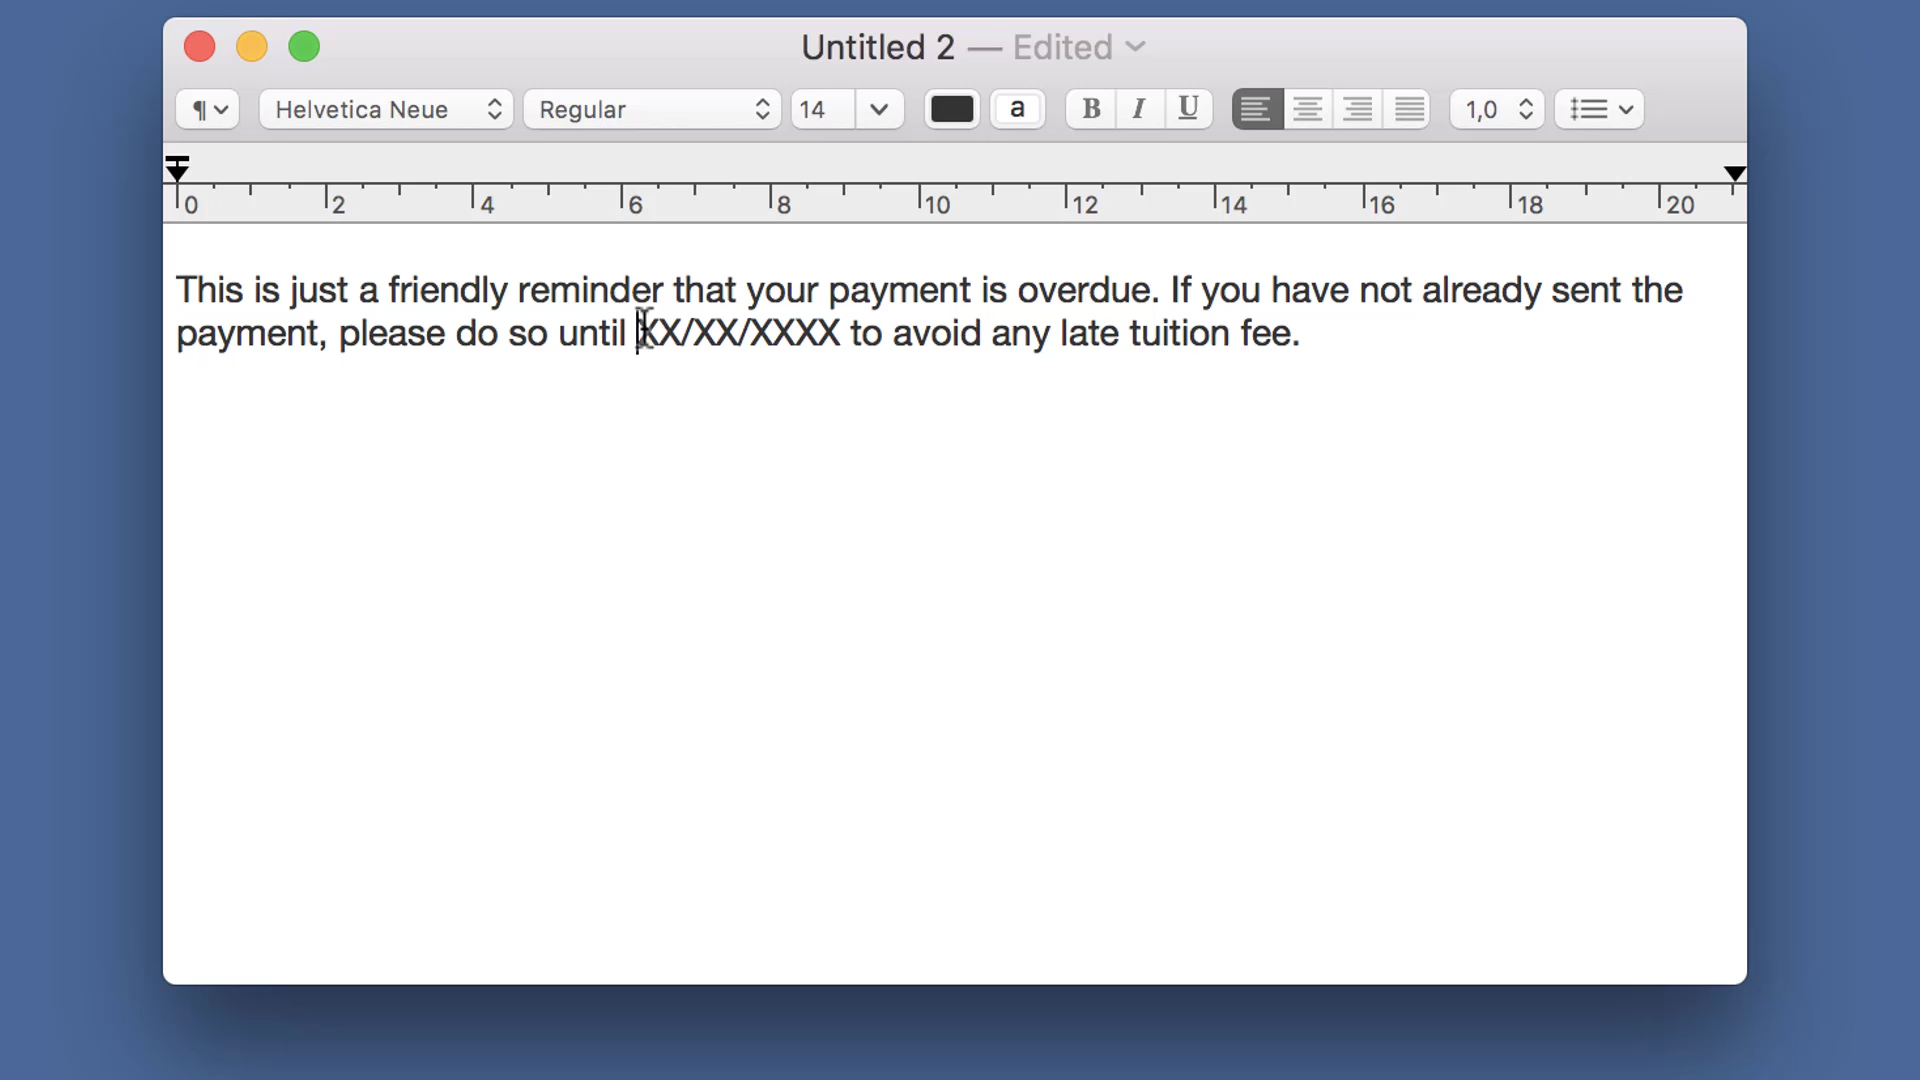 Untitled 2 — Edited
¶ Helvetica Neue Regular 14 a B I U 1,0
0 2 4 6 8 10 12 14 16 18 20
This is just a friendly reminder that your payment is overdue. If you have not already sent the
payment, please do so until XX/XX/XXXX to avoid any late tuition fee.